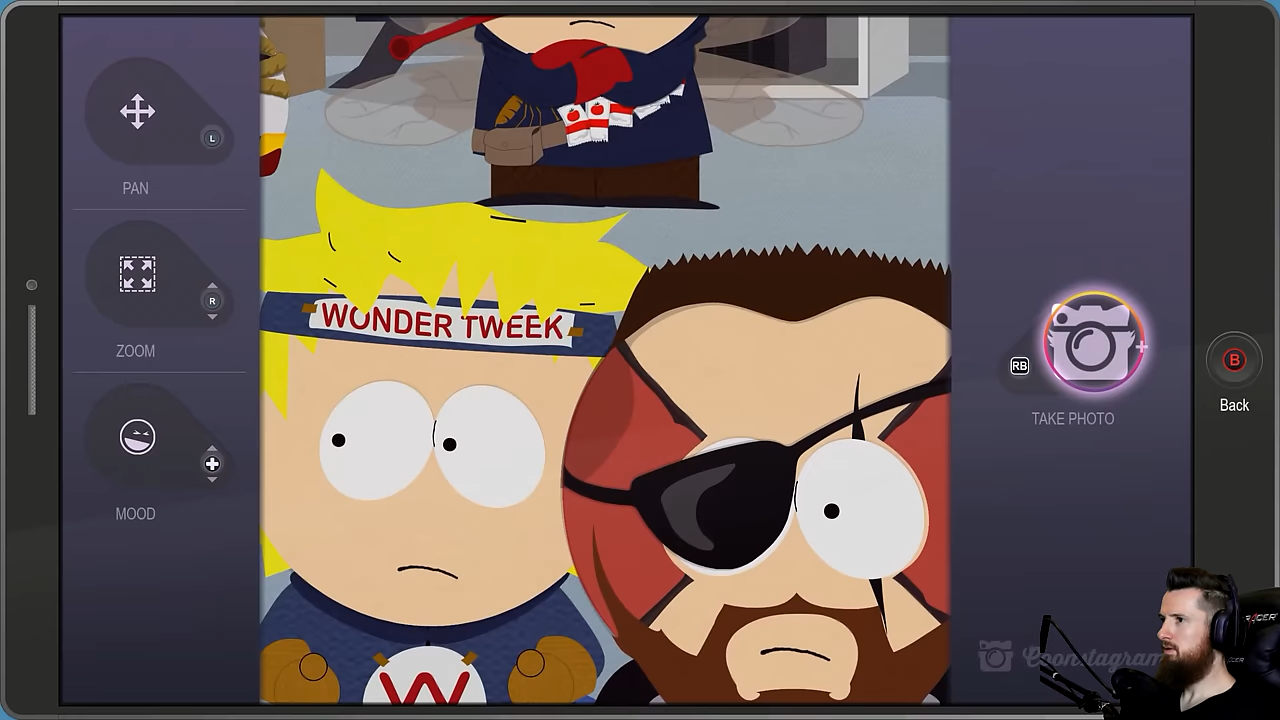 L
PAN
WONDER TWEEK
R
ZOOM
RB
B
Back
TAKE PHOTO
MOOD
W
Coonstagram